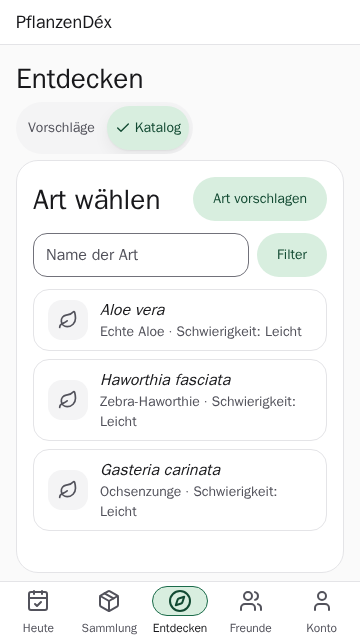 PflanzenDéx
Entdecken
Vorschläge
Katalog
Art wählen
Art vorschlagen
Name der Art
Filter
Aloe vera
Echte Aloe · Schwierigkeit: Leicht
Haworthia fasciata
Zebra-Haworthie · Schwierigkeit:
Leicht
Gasteria carinata
Ochsenzunge · Schwierigkeit:
Leicht
Heute
Sammlung
Entdecken
Freunde
Konto